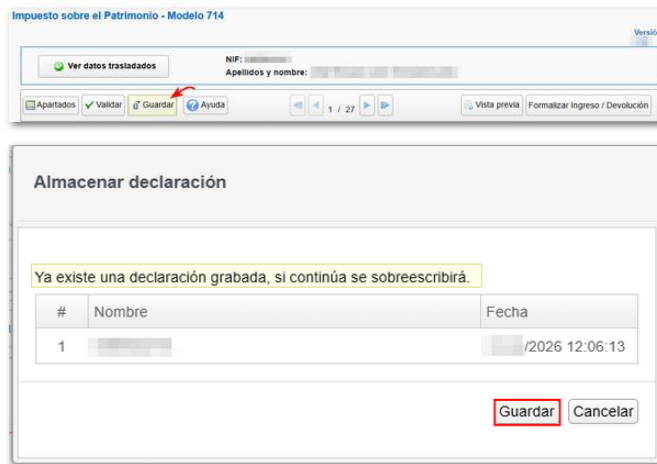 Impuesto sobre el Patrimonio - Modelo 714
Versió
Ver datos trasladados
NIF:
Apellidos y nombre:
Apartados Validar Guardar Ayuda 1 / 27 Vista previa Formalizar Ingreso / Devolución
Almacenar declaración
Ya existe una declaración grabada, si continúa se sobreescribirá.
# Nombre Fecha
1 /2026 12:06:13
Guardar Cancelar